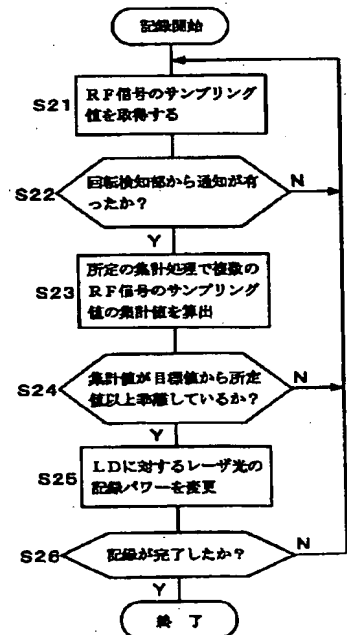 記録開始
S21
RF信号のサンプリング
値を取得する
S22
回転検知部から通知が有
ったか?
N
Y
S23
所定の集計処理で複数の
RF信号のサンプリング
値の集計値を算出
S24
集計値が目標値から所定
値以上乖離しているか?
N
Y
S25
LDに対するレーザ光の
記録パワーを変更
S26
記録が完了したか?
N
Y
終 了